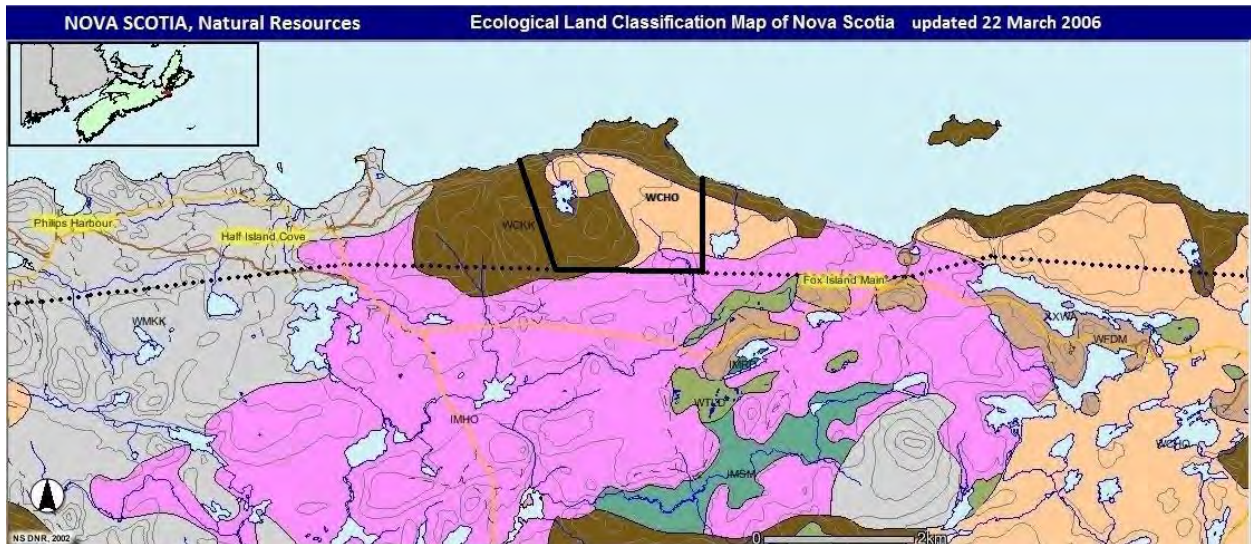 NOVA SCOTIA, Natural Resources
Ecological Land Classification Map of Nova Scotia updated 22 March 2006
WCHO
Philips Harbour
WCKK
Half Island Cove
Fox Island Main
WMKK
XXWA
WFDM
WTLD
IMHO
WCHO
IMSM
NS DNR, 2002
0 2km